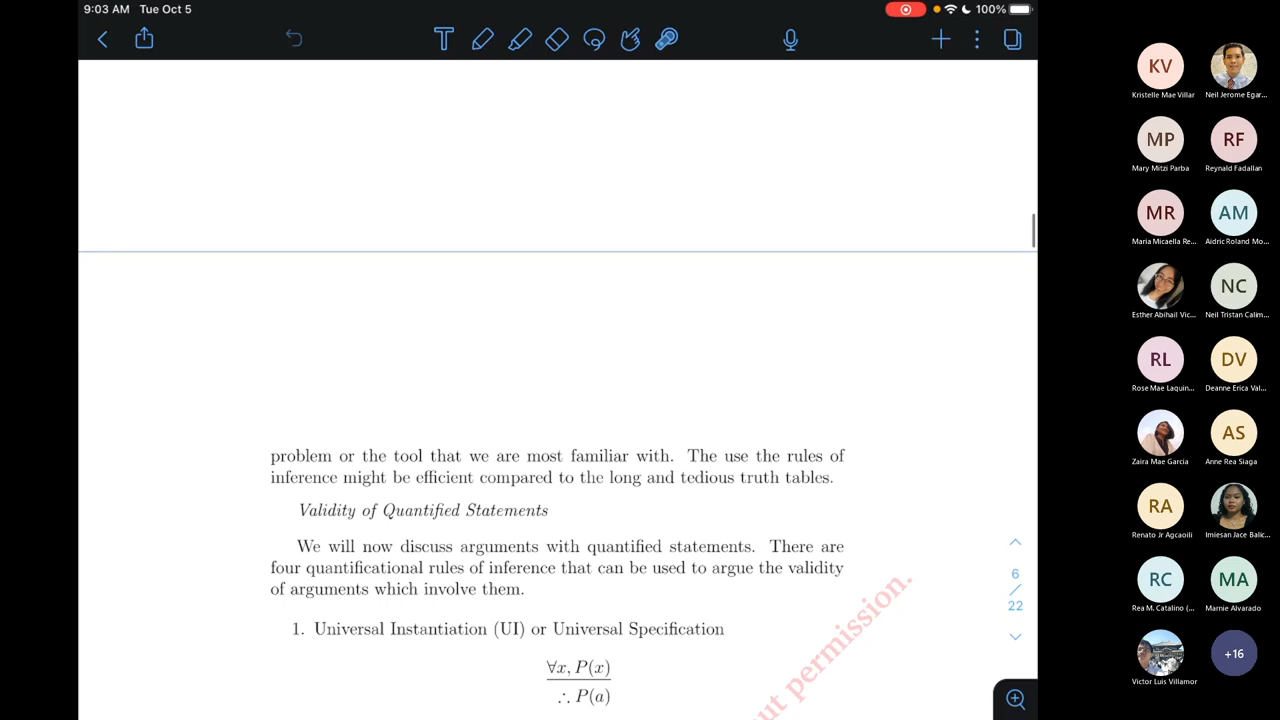 9:03 AM Tue Oct 5
100%
problem or the tool that we are most familiar with. The use the rules of
inference might be efficient compared to the long and tedious truth tables.
Validity of Quantified Statements
We will now discuss arguments with quantified statements. There are
four quantificational rules of inference that can be used to argue the validity
of arguments which involve them.
1. Universal Instantiation (UI) or Universal Specification
∀x, P(x)
∴ P(a)
permission.
6
/
22
KV
Kristelle Mae Villar
Neil Jerome Egar...
MP
Mary Mitzi Parba
RF
Reynald Fadallan
MR
Maria Micaella Re...
AM
Aidric Roland Mo...
Esther Abihail Vic...
NC
Neil Tristan Calim...
RL
Rose Mae Laquin...
DV
Deanne Erica Val...
Zaira Mae Garcia
AS
Anne Rea Siaga
RA
Renato Jr Agcaoili
Imiesan Jace Balic...
RC
Rea M. Catalino (...
MA
Marnie Alvarado
Victor Luis Villamor
+16